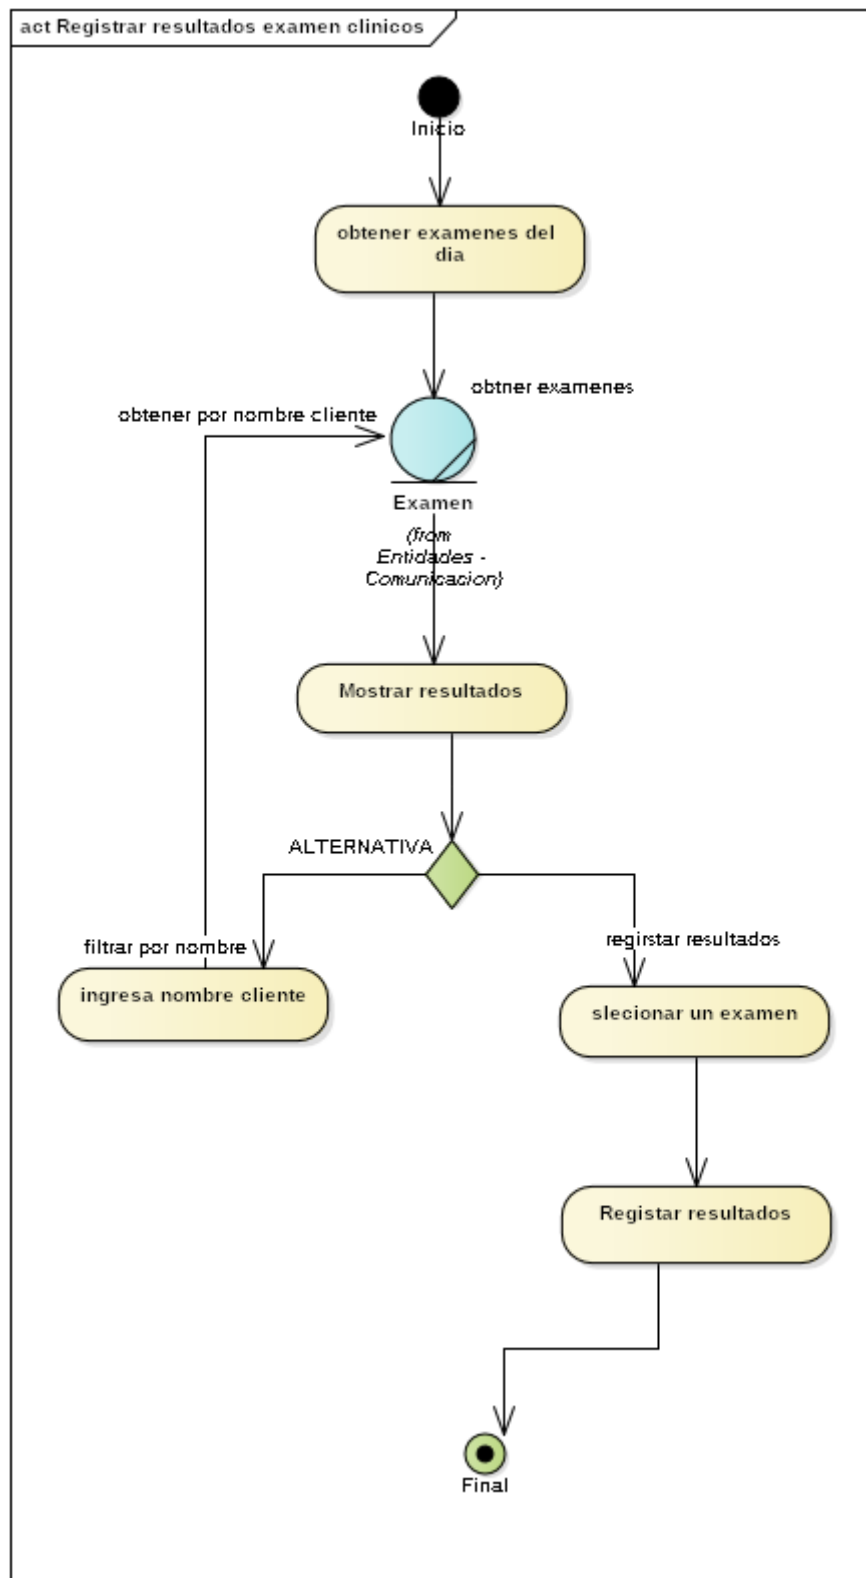 act Registrar resultados examen clinicos
Inicio
obtener examenes del
dia
obtner examenes
obtener por nombre cliente
Examen
(from
Entidades -
Comunicacion)
Mostrar resultados
ALTERNATIVA
filtrar por nombre
regirstar resultados
ingresa nombre cliente
slecionar un examen
Registar resultados
Final